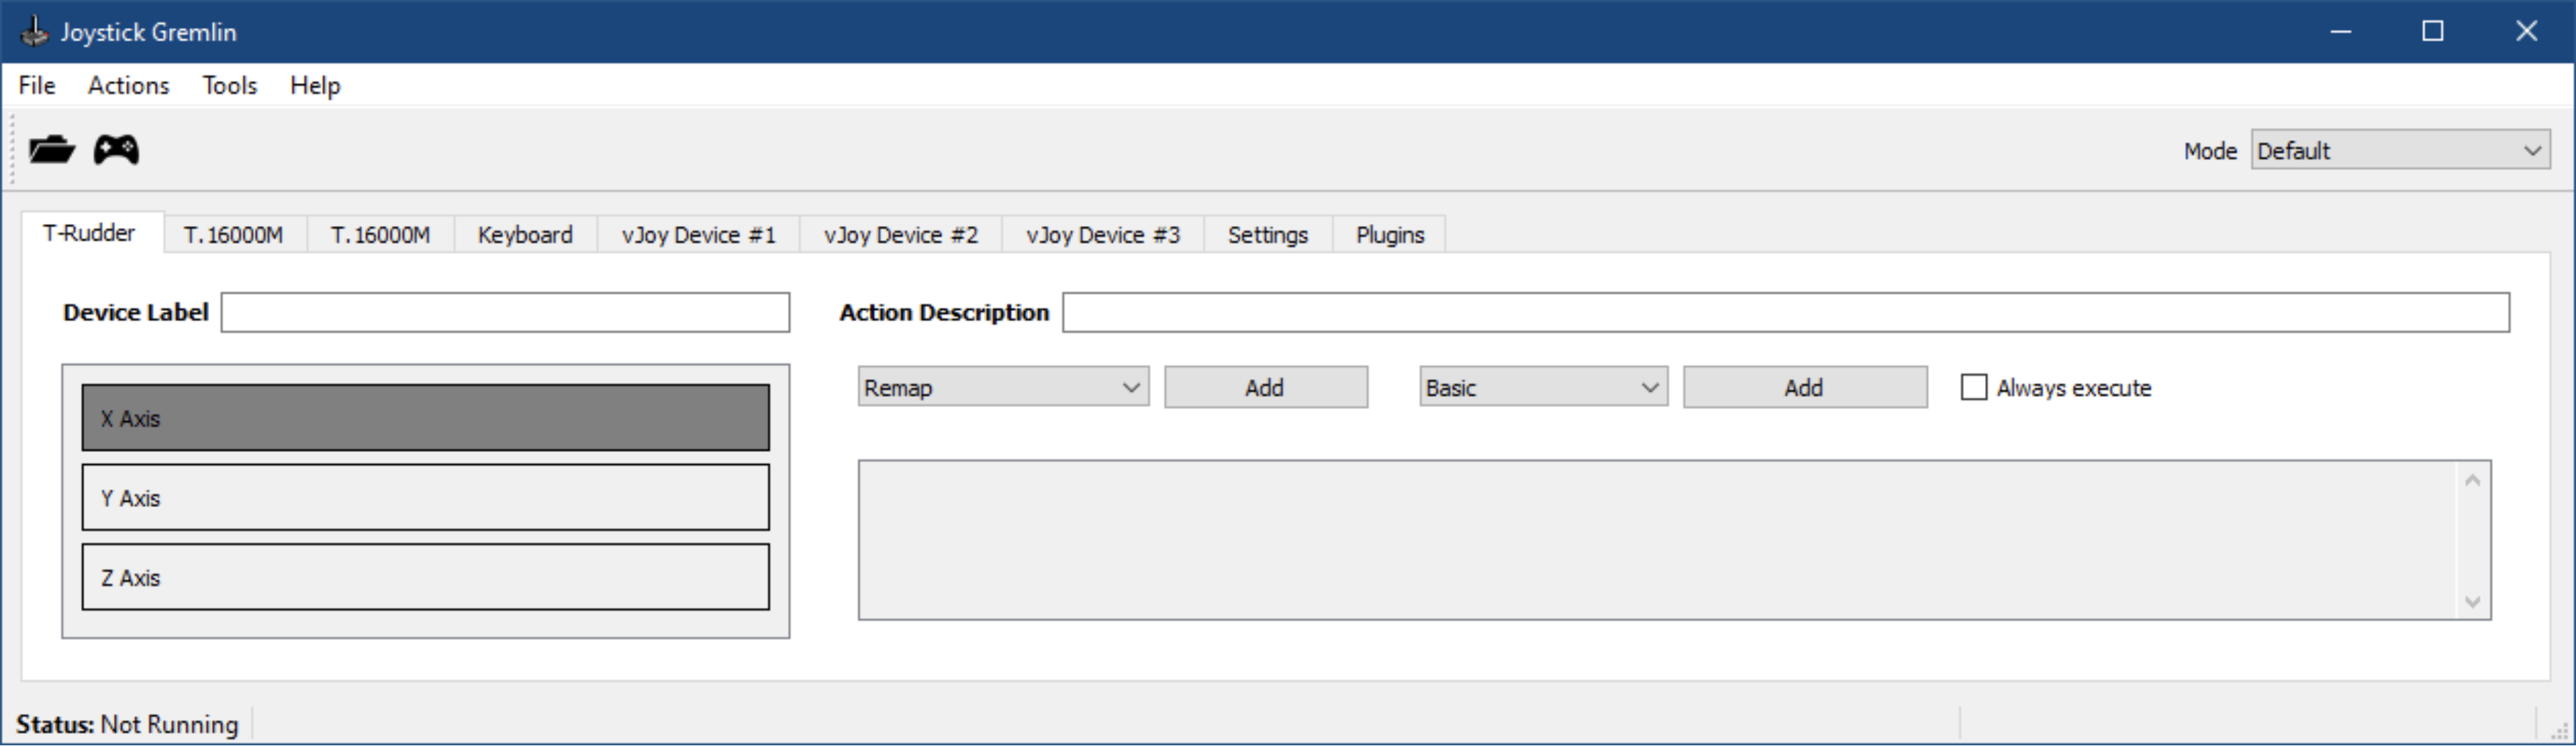 Joystick Gremlin
File Actions Tools Help
Mode Default
T-Rudder T.16000M T.16000M Keyboard vJoy Device #1 vJoy Device #2 vJoy Device #3 Settings Plugins
Device Label Action Description
Remap Add Basic Add Always execute
X Axis
Y Axis
Z Axis
Status: Not Running